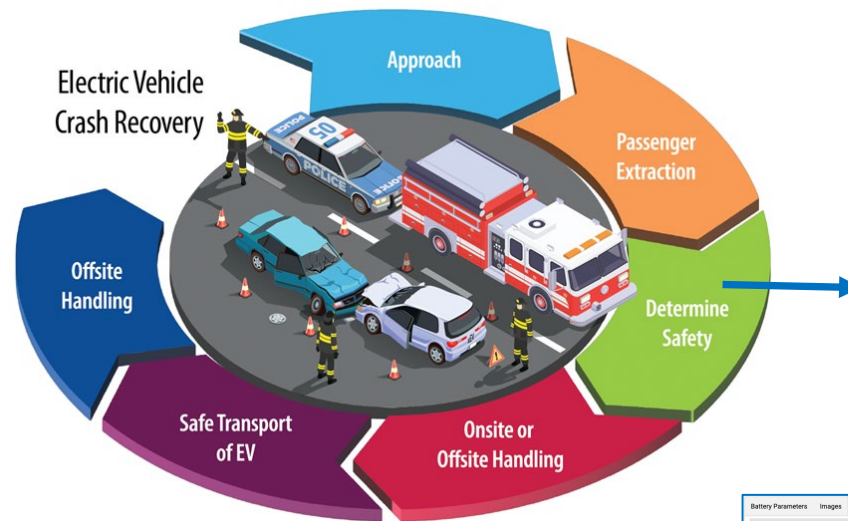 Electric Vehicle
Crash Recovery
Approach
Passenger
Extraction
Determine
Safety
Onsite or
Offsite Handling
Safe Transport
of EV
Offsite
Handling
POLICE
05
POLICE
Battery Parameters Images